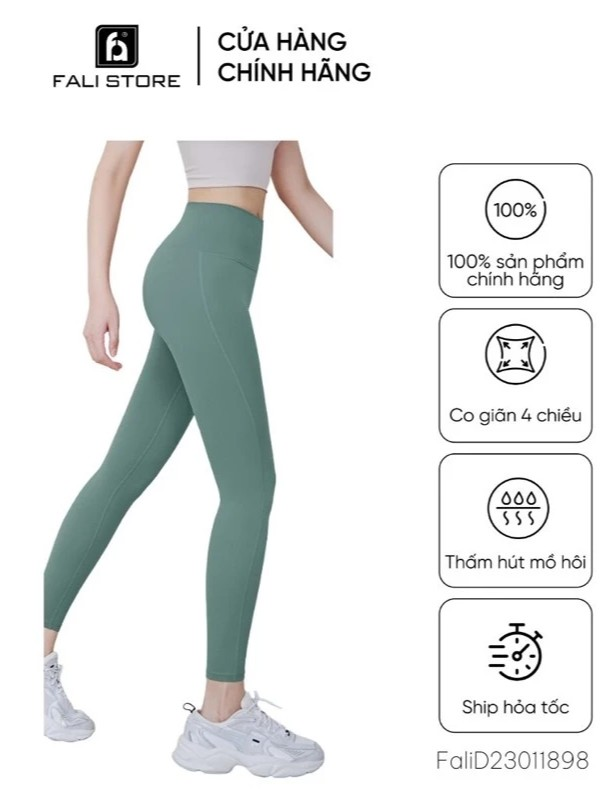 FALI STORE
CỬA HÀNG
CHÍNH HÃNG
100%
100% sản phẩm
chính hãng
Co giãn 4 chiều
Thấm hút mồ hôi
Ship hỏa tốc
FaliD23011898